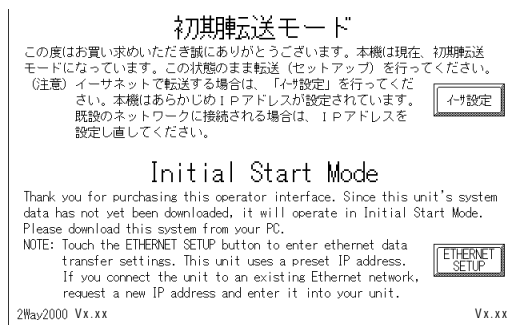 初期転送モード
この度はお買い求めいただき誠にありがとうございます。本機は現在、初期転送
モードになっています。この状態のまま転送（セットアップ）を行ってください。
(注意) イーサネットで転送する場合は、「ｲｰｻ設定」を行ってくだ
さい。本機はあらかじめＩＰアドレスが設定されています。
既設のネットワークに接続される場合は、ＩＰアドレスを
設定し直してください。
ｲｰｻ設定
Initial Start Mode
Thank you for purchasing this operator interface. Since this unit's system
data has not yet been downloaded, it will operate in Initial Start Mode.
Please download this system from your PC.
NOTE: Touch the ETHERNET SETUP button to enter ethernet data
transfer settings. This unit uses a preset IP address.
If you connect the unit to an existing Ethernet network,
request a new IP address and enter it into your unit.
ETHERNET
SETUP
2Way2000 Vx.xx
Vx.xx